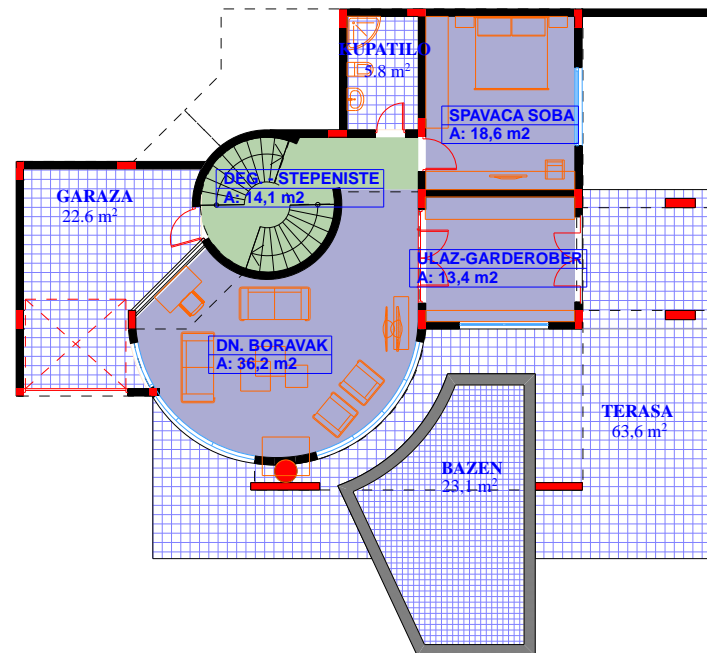 KUPATILO
5.8 m²
SPAVACA SOBA
A: 18,6 m2
DEG. - STEPENISTE
A: 14,1 m2
GARAZA
22.6 m²
ULAZ-GARDEROBER
A: 13,4 m2
DN. BORAVAK
A: 36,2 m2
TERASA
63,6 m²
BAZEN
23,1 m²